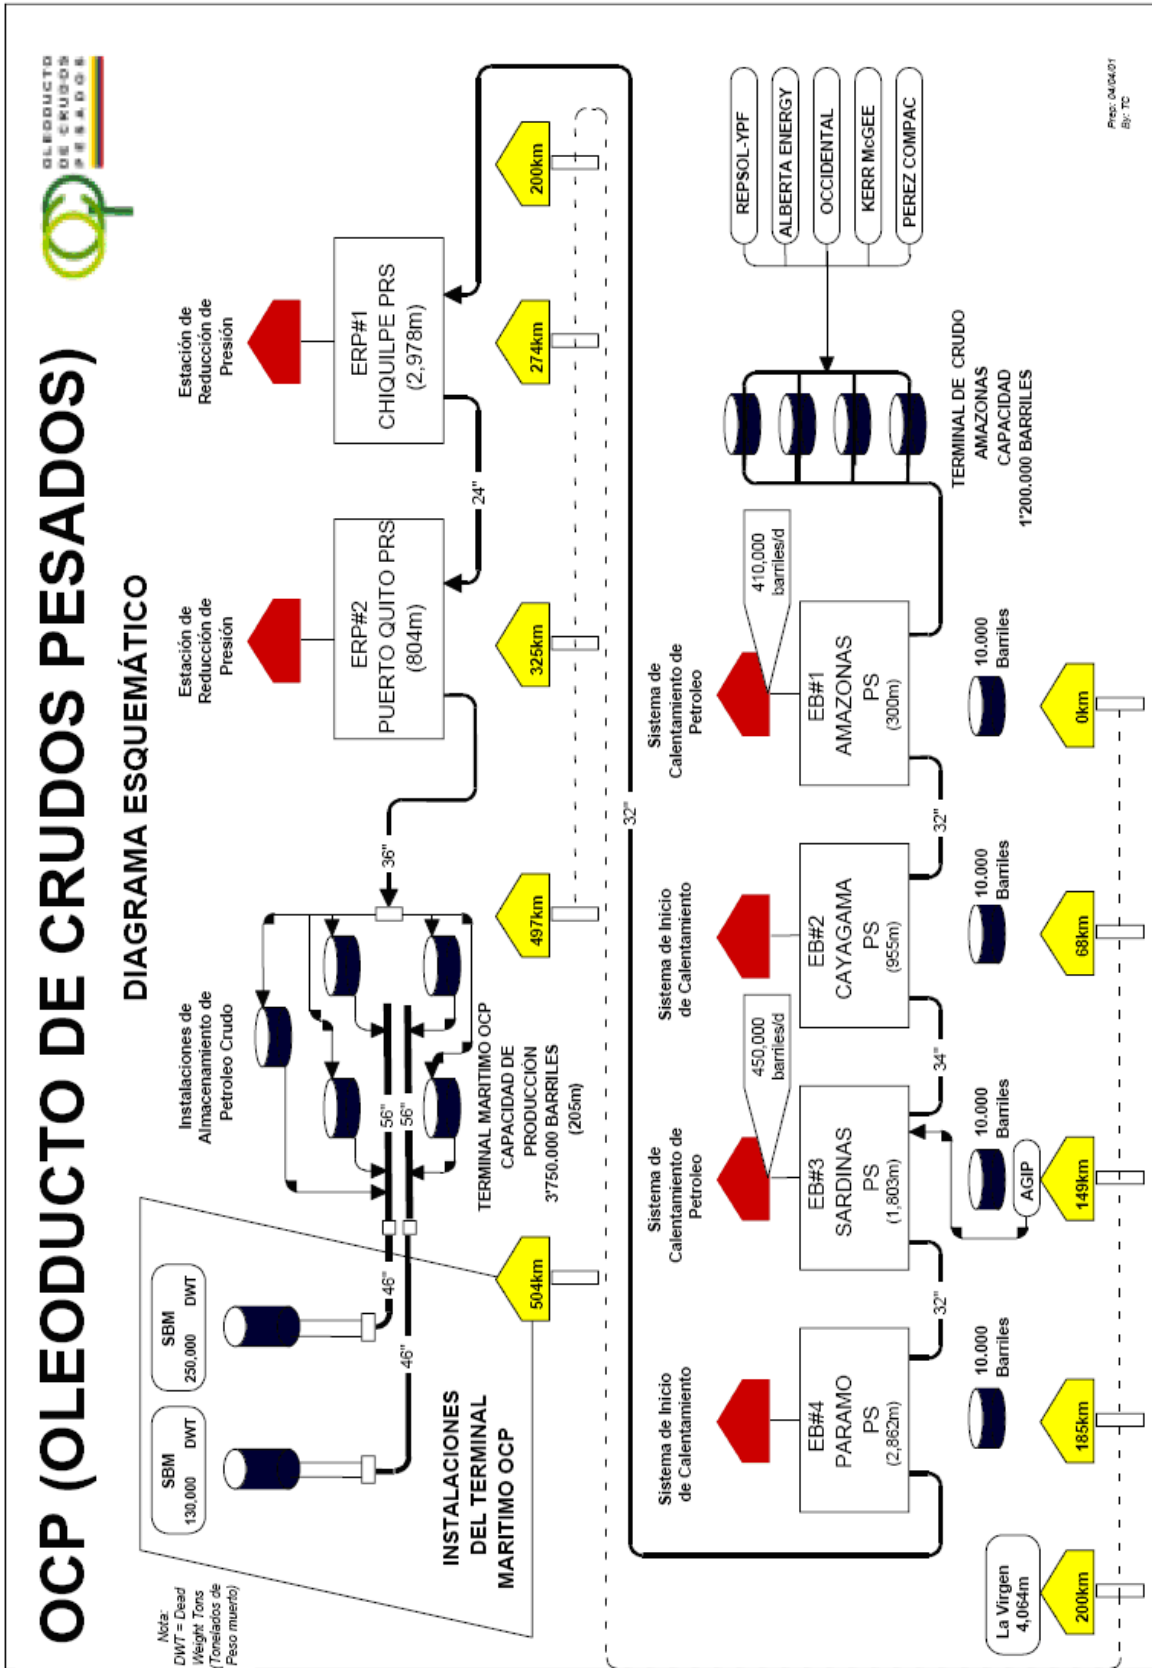 OCP (OLEODUCTO DE CRUDOS PESADOS)
OLEODUCTO
DE CRUDOS
PESADOS
DIAGRAMA ESQUEMÁTICO
Nota:
DWT = Dead
Weight Tons
(Tonelados de
Peso muerto)
SBM
130,000 DWT
SBM
250,000 DWT
46"
46"
INSTALACIONES
DEL TERMINAL
MARITIMO OCP
504km
Instalaciones de
Almacenamiento de
Petroleo Crudo
56"
56"
36"
TERMINAL MARITIMO OCP
CAPACIDAD DE
PRODUCCIÓN
3'750.000 BARRILES
(205m)
497km
Estación de
Reducción de
Presión
ERP#2
PUERTO QUITO PRS
(804m)
325km
24"
Estación de
Reducción de
Presión
ERP#1
CHIQUILPE PRS
(2,978m)
274km
200km
32"
Sistema de Inicio
de Calentamiento
EB#4
PARAMO
PS
(2,862m)
10.000
Barriles
185km
La Virgen
4,064m
200km
32"
Sistema de
Calentamiento de
Petroleo
450,000
barriles/d
EB#3
SARDINAS
PS
(1,803m)
10.000
Barriles
AGIP
149km
34"
Sistema de Inicio
de Calentamiento
EB#2
CAYAGAMA
PS
(955m)
10.000
Barriles
68km
32"
Sistema de
Calentamiento de
Petroleo
410,000
barriles/d
EB#1
AMAZONAS
PS
(300m)
10.000
Barriles
0km
TERMINAL DE CRUDO
AMAZONAS
CAPACIDAD
1'200.000 BARRILES
REPSOL-YPF
ALBERTA ENERGY
OCCIDENTAL
KERR McGEE
PEREZ COMPAC
Prep: 04/04/01
By: TC